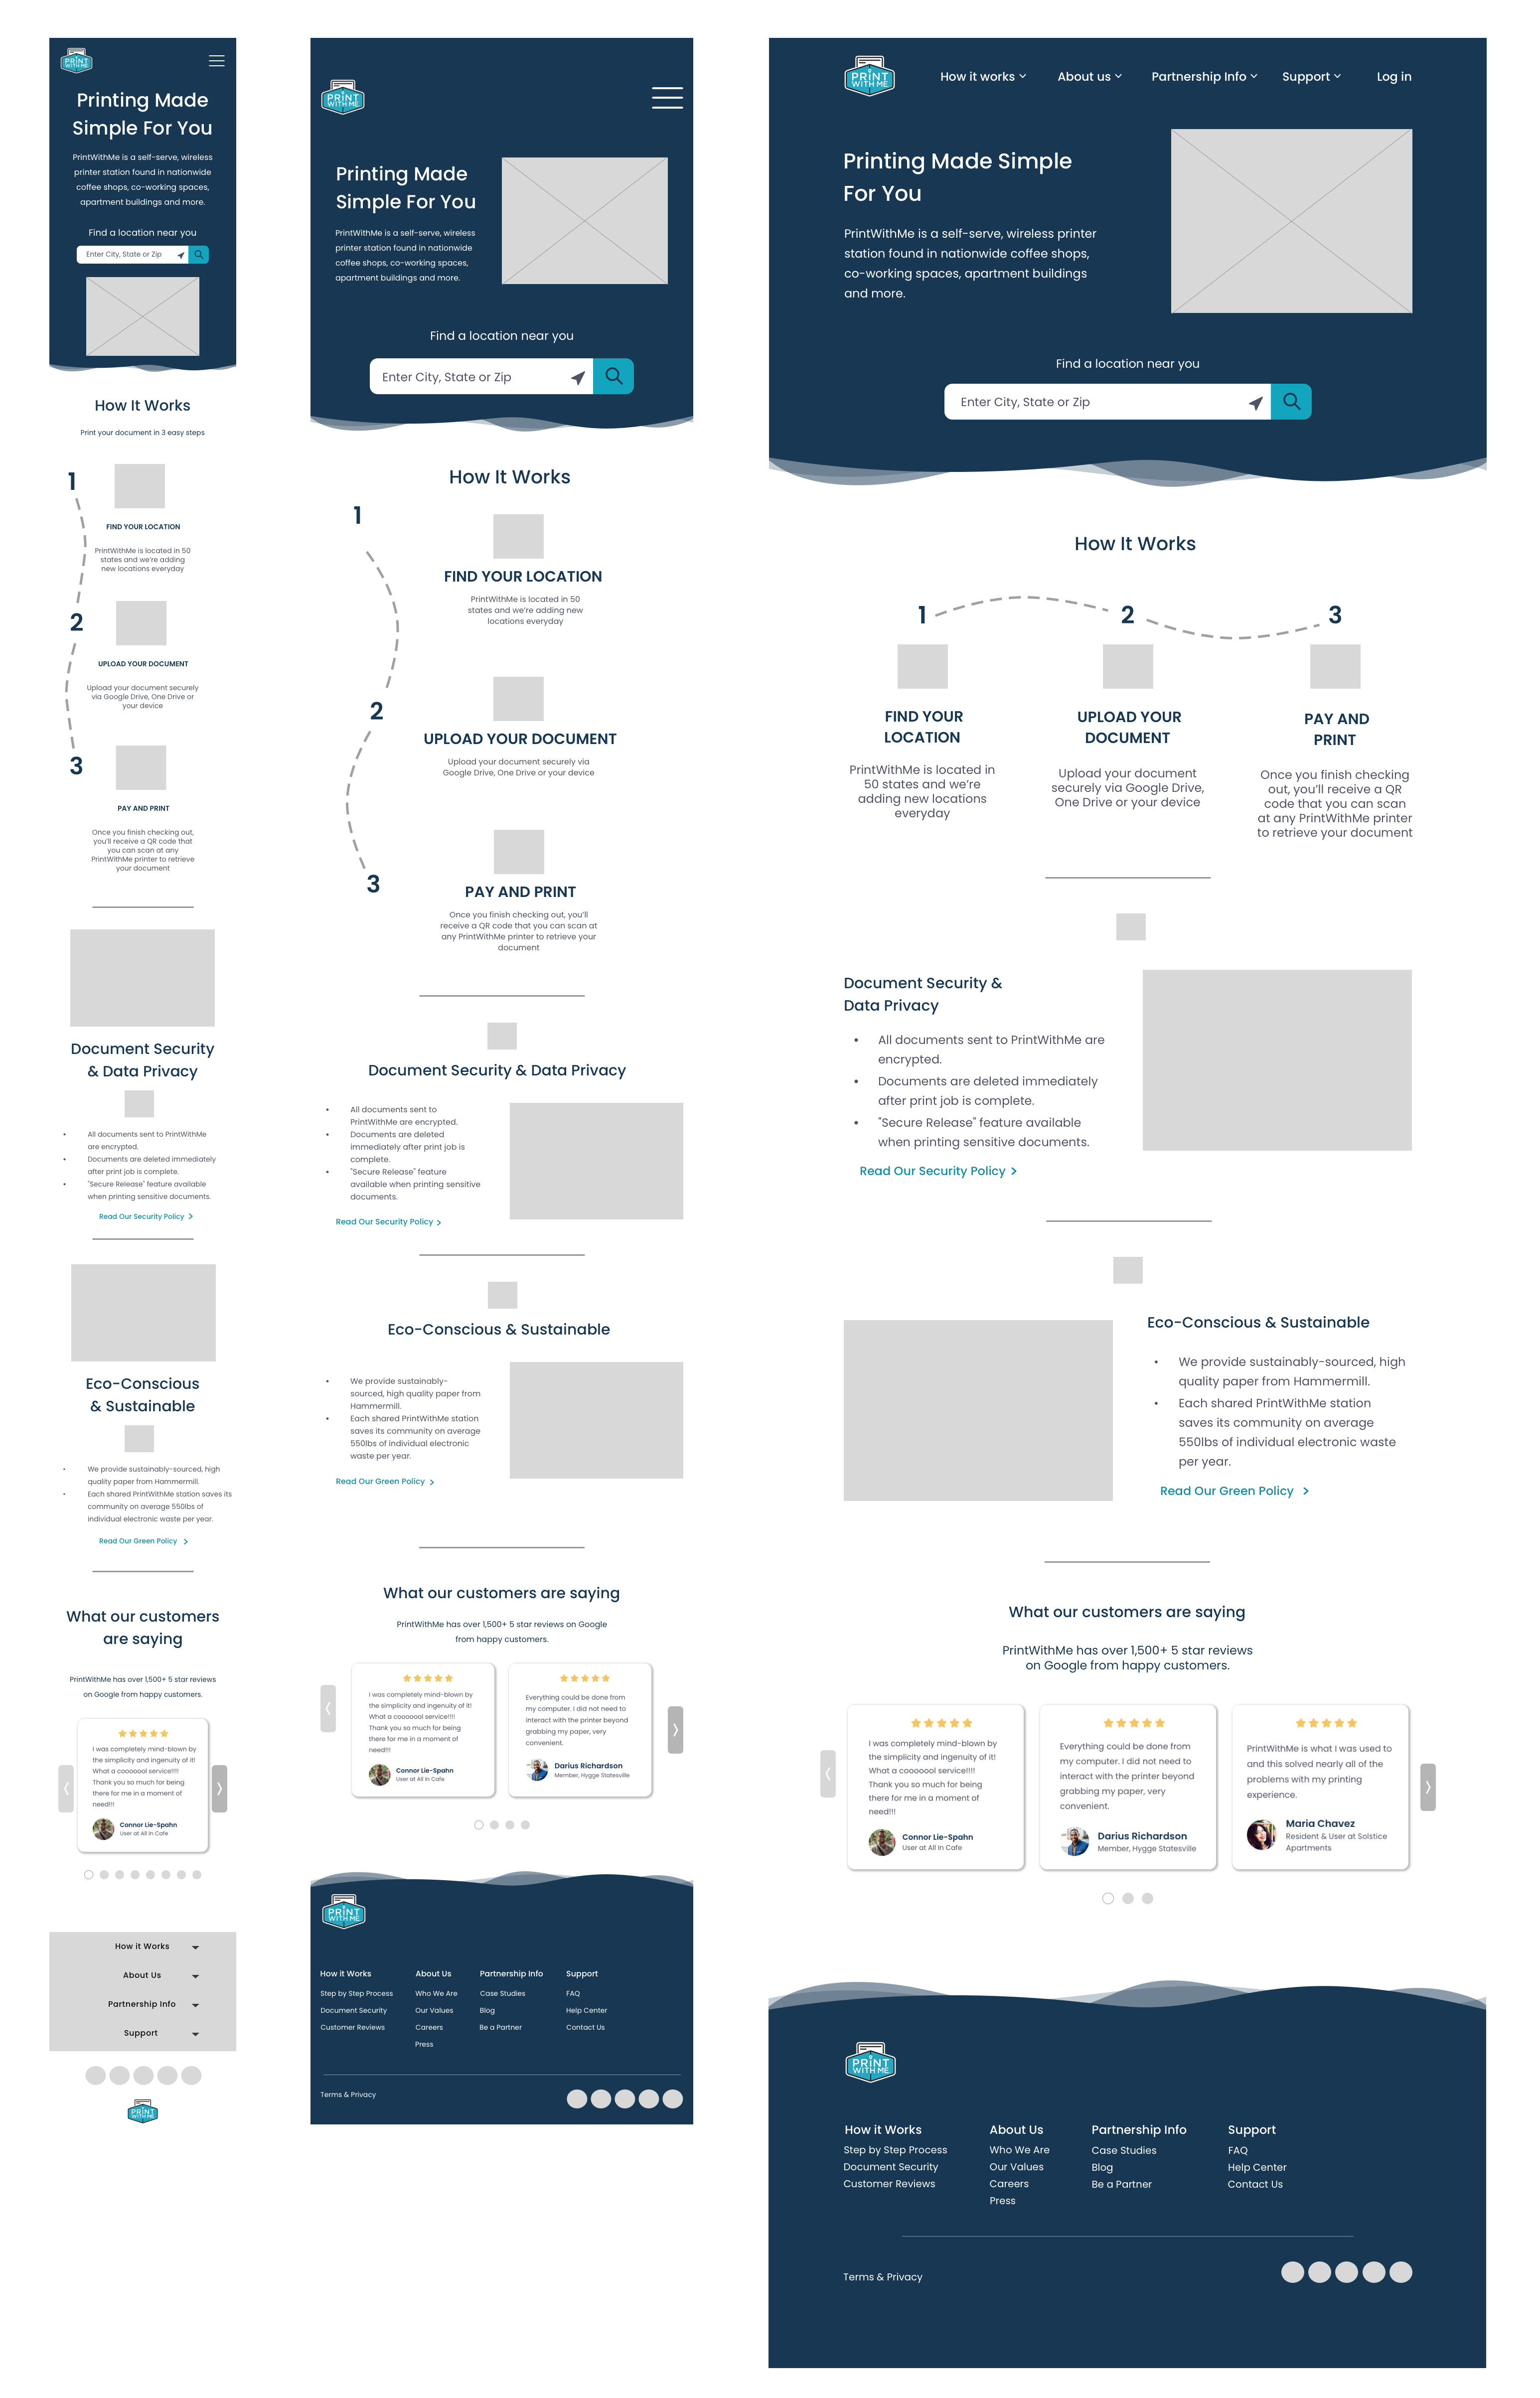 PRINT
WITH ME
Printing Made
Simple For You
PrintWithMe is a self-serve, wireless
printer station found in nationwide
coffee shops, co-working spaces,
apartment buildings and more.
Find a location near you
Enter City, State or Zip
How It Works
Print your document in 3 easy steps
1
FIND YOUR LOCATION
PrintWithMe is located in 50
states and we're adding
new locations everyday
2
UPLOAD YOUR DOCUMENT
Upload your document securely
via Google Drive, One Drive or
your device
3
PAY AND PRINT
Once you finish checking out,
you'll receive a QR code that
you can scan at any
PrintWithMe printer to retrieve
your document
Document Security
& Data Privacy
• All documents sent to PrintWithMe
are encrypted.
• Documents are deleted immediately
after print job is complete.
• "Secure Release" feature available
when printing sensitive documents.
Read Our Security Policy >
Eco-Conscious
& Sustainable
• We provide sustainably-sourced, high
quality paper from Hammermill.
• Each shared PrintWithMe station saves its
community on average 550lbs of
individual electronic waste per year.
Read Our Green Policy >
What our customers
are saying
PrintWithMe has over 1,500+ 5 star reviews
on Google from happy customers.
I was completely mind-blown by
the simplicity and ingenuity of it!
What a cooooool service!!!!
Thank you so much for being
there for me in a moment of
need!!!
Connor Lie-Spahn
User at All In Cafe
How it Works
About Us
Partnership Info
Support
PRINT
WITH ME
PRINT
WITH ME
Printing Made
Simple For You
PrintWithMe is a self-serve, wireless
printer station found in nationwide
coffee shops, co-working spaces,
apartment buildings and more.
Find a location near you
Enter City, State or Zip
How It Works
1
FIND YOUR LOCATION
PrintWithMe is located in 50
states and we're adding new
locations everyday
2
UPLOAD YOUR DOCUMENT
Upload your document securely via
Google Drive, One Drive or your device
3
PAY AND PRINT
Once you finish checking out, you'll
receive a QR code that you can scan at
any PrintWithMe printer to retrieve your
document
Document Security & Data Privacy
• All documents sent to
PrintWithMe are encrypted.
• Documents are deleted
immediately after print job is
complete.
• "Secure Release" feature
available when printing sensitive
documents.
Read Our Security Policy >
Eco-Conscious & Sustainable
• We provide sustainably-
sourced, high quality paper from
Hammermill.
• Each shared PrintWithMe station
saves its community on average
550lbs of individual electronic
waste per year.
Read Our Green Policy >
What our customers are saying
PrintWithMe has over 1,500+ 5 star reviews on Google
from happy customers.
I was completely mind-blown by
the simplicity and ingenuity of it!
What a cooooool service!!!!
Thank you so much for being
there for me in a moment of
need!!!
Connor Lie-Spahn
User at All In Cafe
Everything could be done from
my computer. I did not need to
interact with the printer beyond
grabbing my paper, very
convenient.
Darius Richardson
Member, Hygge Statesville
PRINT
WITH ME
How it Works
Step by Step Process
Document Security
Customer Reviews
About Us
Who We Are
Our Values
Careers
Press
Partnership Info
Case Studies
Blog
Be a Partner
Support
FAQ
Help Center
Contact Us
Terms & Privacy
PRINT
WITH ME
How it works
About us
Partnership Info
Support
Log in
Printing Made Simple
For You
PrintWithMe is a self-serve, wireless printer
station found in nationwide coffee shops,
co-working spaces, apartment buildings
and more.
Find a location near you
Enter City, State or Zip
How It Works
1
2
3
FIND YOUR
LOCATION
PrintWithMe is located in
50 states and we're
adding new locations
everyday
UPLOAD YOUR
DOCUMENT
Upload your document
securely via Google Drive,
One Drive or your device
PAY AND
PRINT
Once you finish checking
out, you'll receive a QR
code that you can scan
at any PrintWithMe printer
to retrieve your document
Document Security &
Data Privacy
• All documents sent to PrintWithMe are
encrypted.
• Documents are deleted immediately
after print job is complete.
• "Secure Release" feature available
when printing sensitive documents.
Read Our Security Policy >
Eco-Conscious & Sustainable
• We provide sustainably-sourced, high
quality paper from Hammermill.
• Each shared PrintWithMe station
saves its community on average
550lbs of individual electronic waste
per year.
Read Our Green Policy >
What our customers are saying
PrintWithMe has over 1,500+ 5 star reviews
on Google from happy customers.
I was completely mind-blown by
the simplicity and ingenuity of it!
What a cooooool service!!!!
Thank you so much for being
there for me in a moment of
need!!!
Connor Lie-Spahn
User at All In Cafe
Everything could be done from
my computer. I did not need to
interact with the printer beyond
grabbing my paper, very
convenient.
Darius Richardson
Member, Hygge Statesville
PrintWithMe is what I was used to
and this solved nearly all of the
problems with my printing
experience.
Maria Chavez
Resident & User at Solstice
Apartments
PRINT
WITH ME
How it Works
Step by Step Process
Document Security
Customer Reviews
About Us
Who We Are
Our Values
Careers
Press
Partnership Info
Case Studies
Blog
Be a Partner
Support
FAQ
Help Center
Contact Us
Terms & Privacy